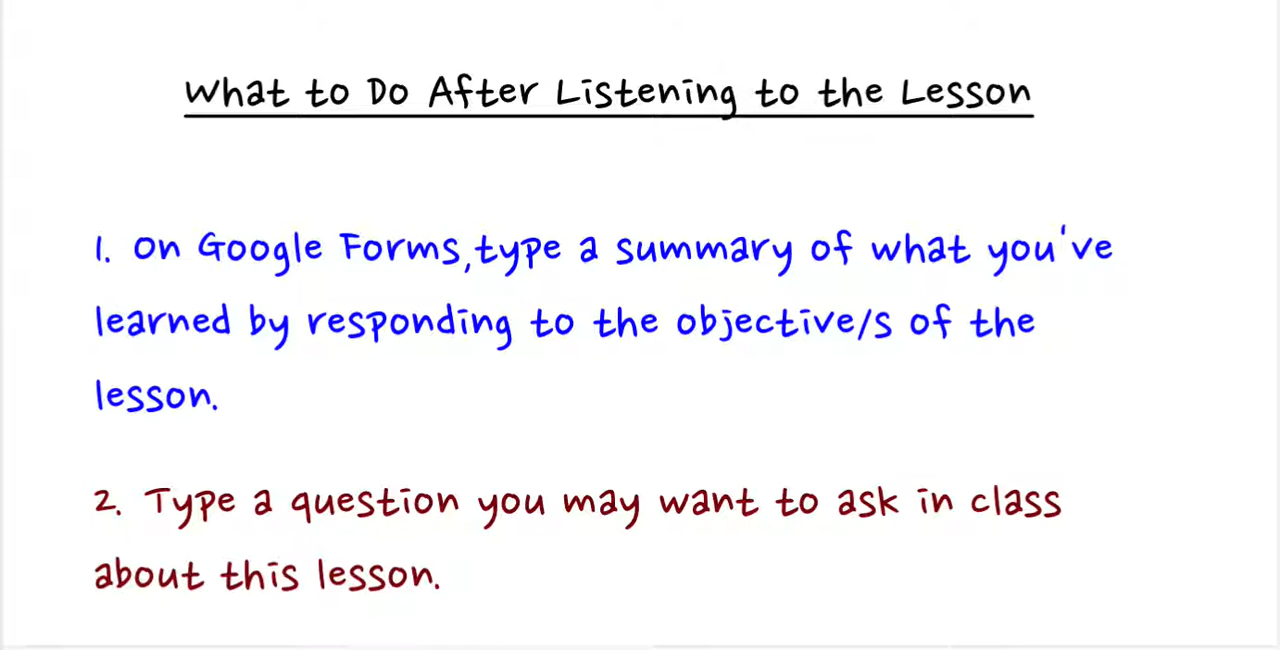 What to Do After Listening to the Lesson
1. On Google Forms, type a summary of what you've
learned by responding to the objective/s of the
lesson.
2. Type a question you may want to ask in class
about this lesson.